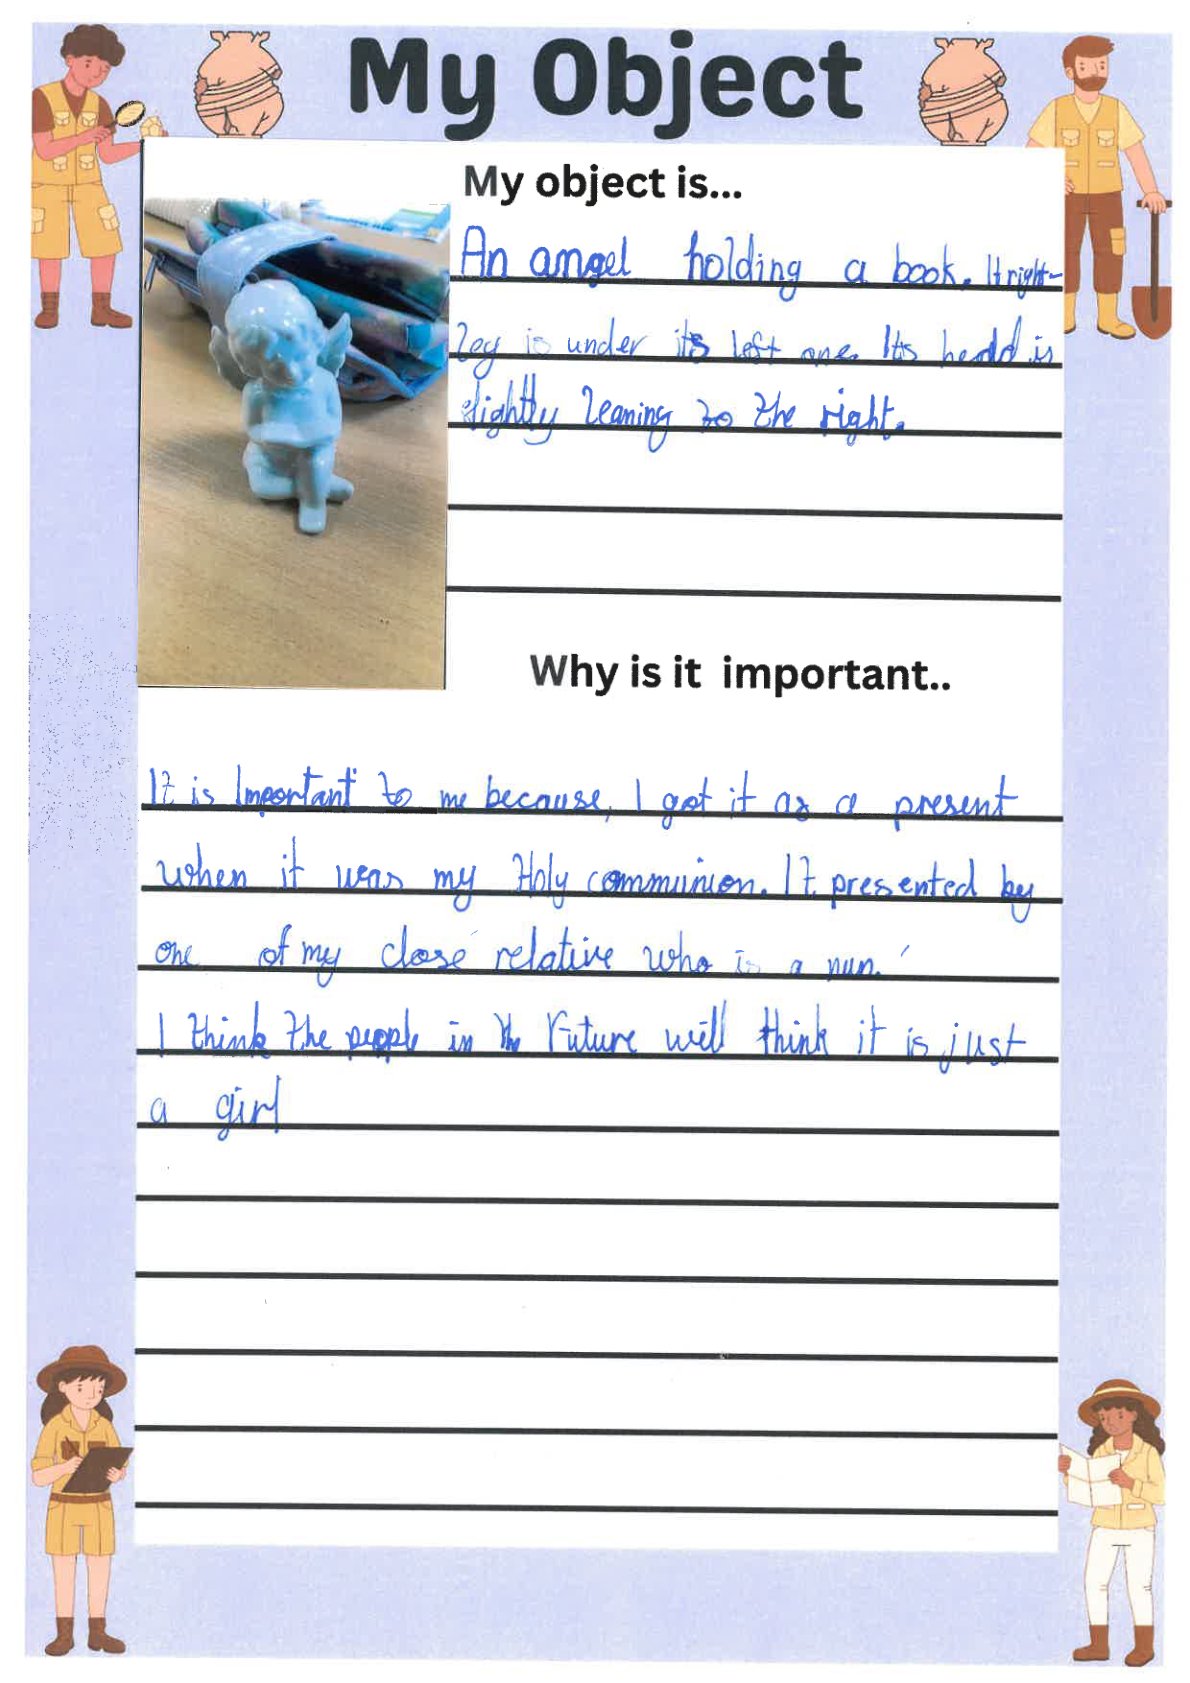 My Object
My object is...
An angel holding a book. It right-
leg is under its left one. Its headd is
slightly leaning to the right.
Why is it important..
It is Important to me because, I got it as a present
when it was my Holy communion. It presented by
one of my close relative who is a nun.
I think the people in the Future will think it is just
a girl